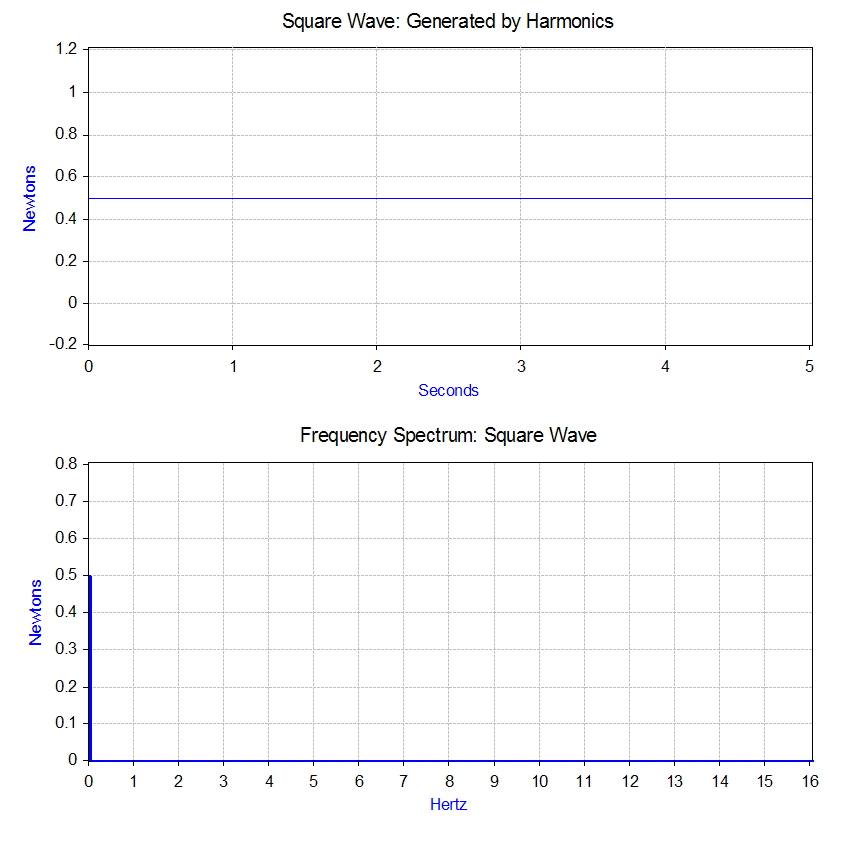 Square Wave: Generated by Harmonics
1.2
1
0.8
0.6
0.4
0.2
0
-0.2
Newtons
0 1 2 3 4 5
Seconds
Frequency Spectrum: Square Wave
0.8
0.7
0.6
0.5
0.4
0.3
0.2
0.1
0
Newtons
0 1 2 3 4 5 6 7 8 9 10 11 12 13 14 15 16
Hertz